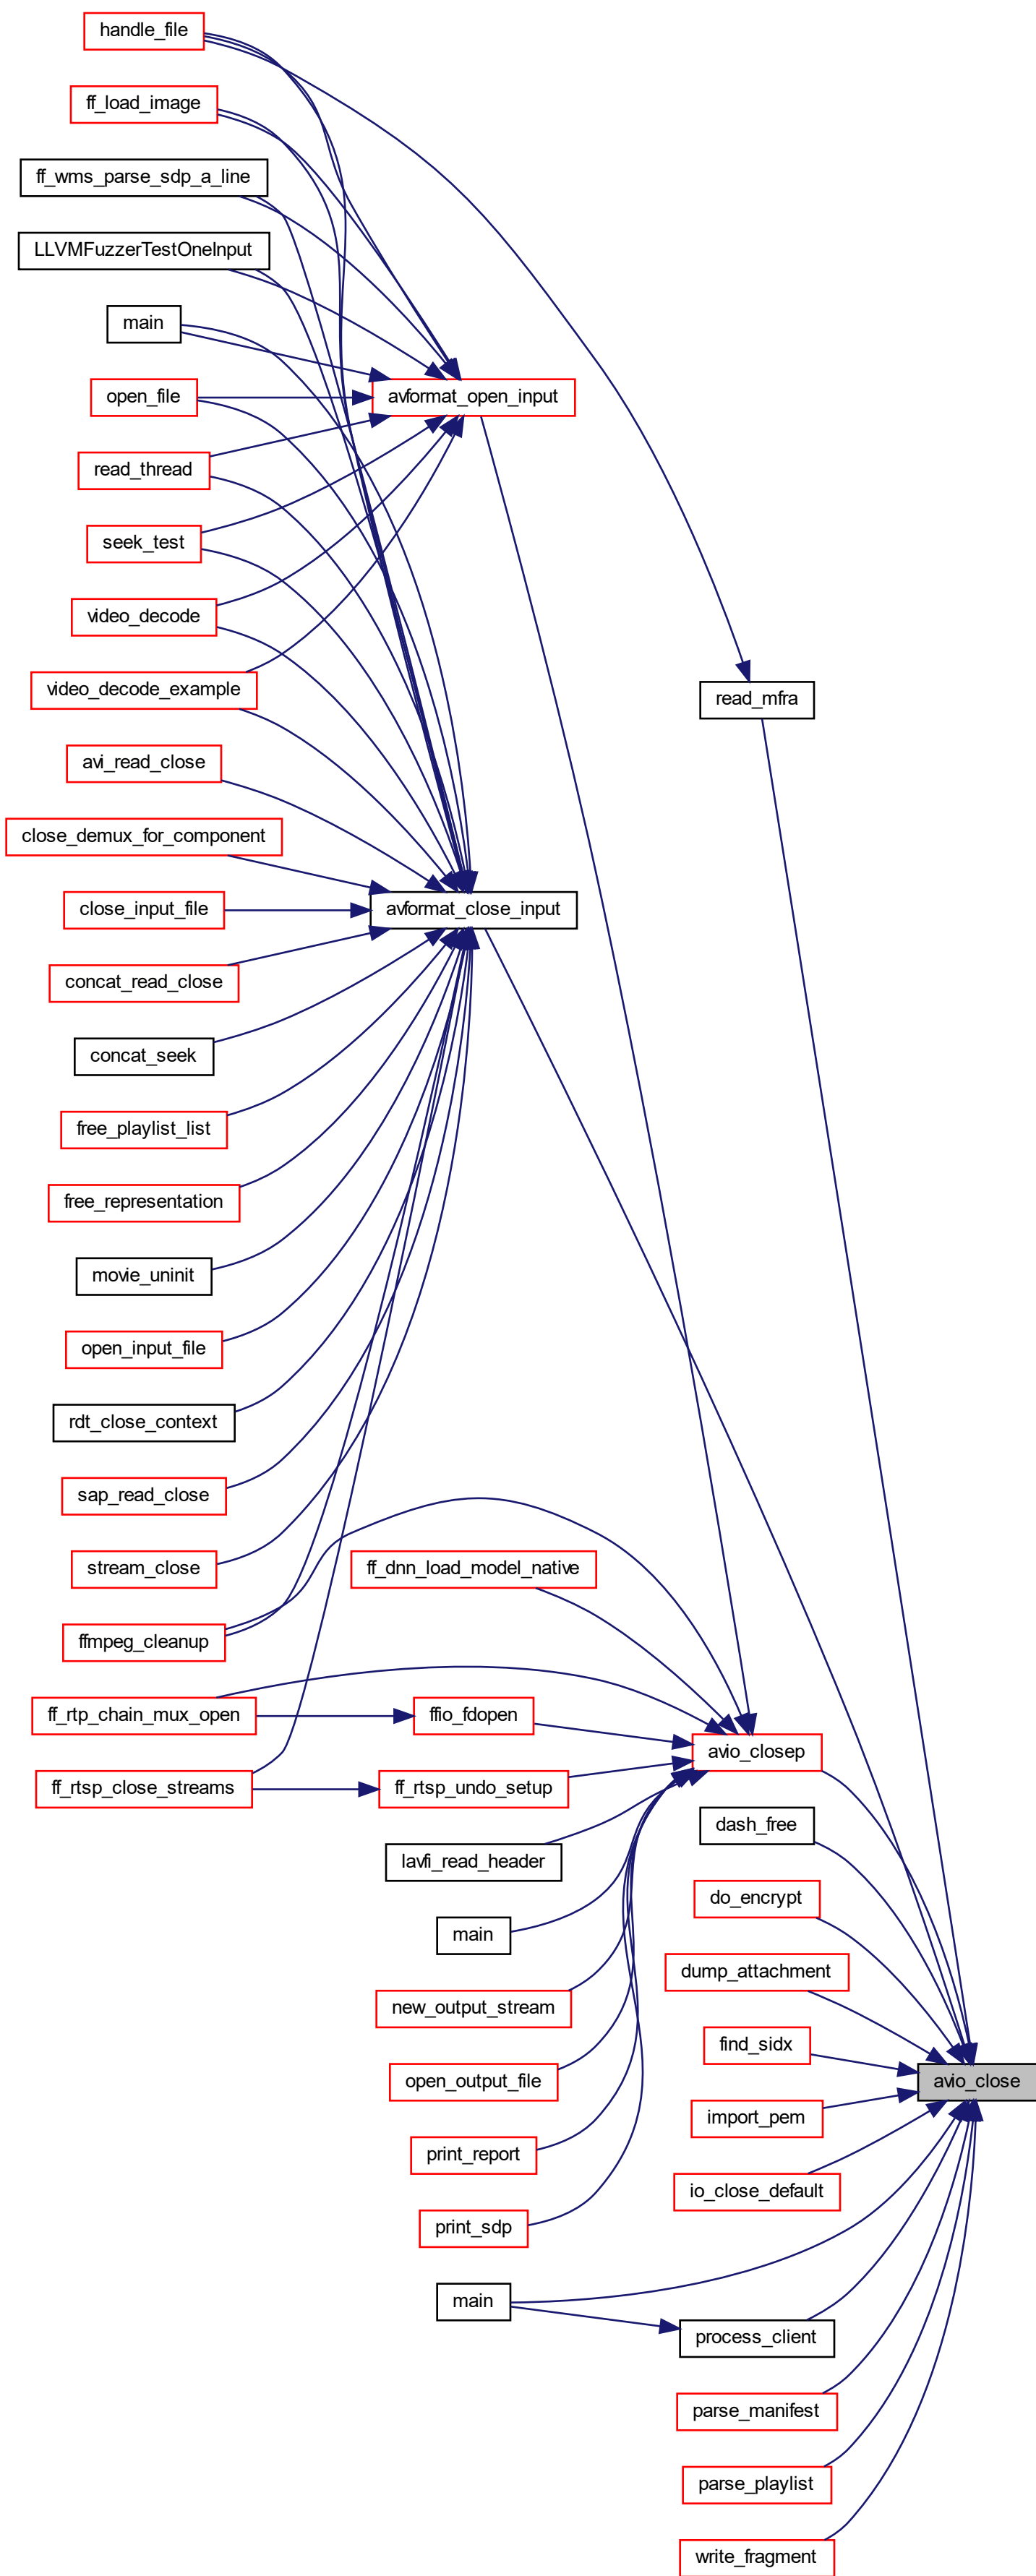 handle_file
ff_load_image
ff_wms_parse_sdp_a_line
LLVMFuzzerTestOneInput
main
avformat_open_input
open_file
read_thread
seek_test
video_decode
video_decode_example
read_mfra
avi_read_close
close_demux_for_component
close_input_file
avformat_close_input
concat_read_close
concat_seek
free_playlist_list
free_representation
movie_uninit
open_input_file
rdt_close_context
sap_read_close
stream_close
ff_dnn_load_model_native
ffmpeg_cleanup
ff_rtp_chain_mux_open
ffio_fdopen
avio_closep
ff_rtsp_close_streams
ff_rtsp_undo_setup
dash_free
lavfi_read_header
do_encrypt
main
dump_attachment
new_output_stream
find_sidx
open_output_file
avio_close
import_pem
print_report
io_close_default
print_sdp
main
process_client
parse_manifest
parse_playlist
write_fragment